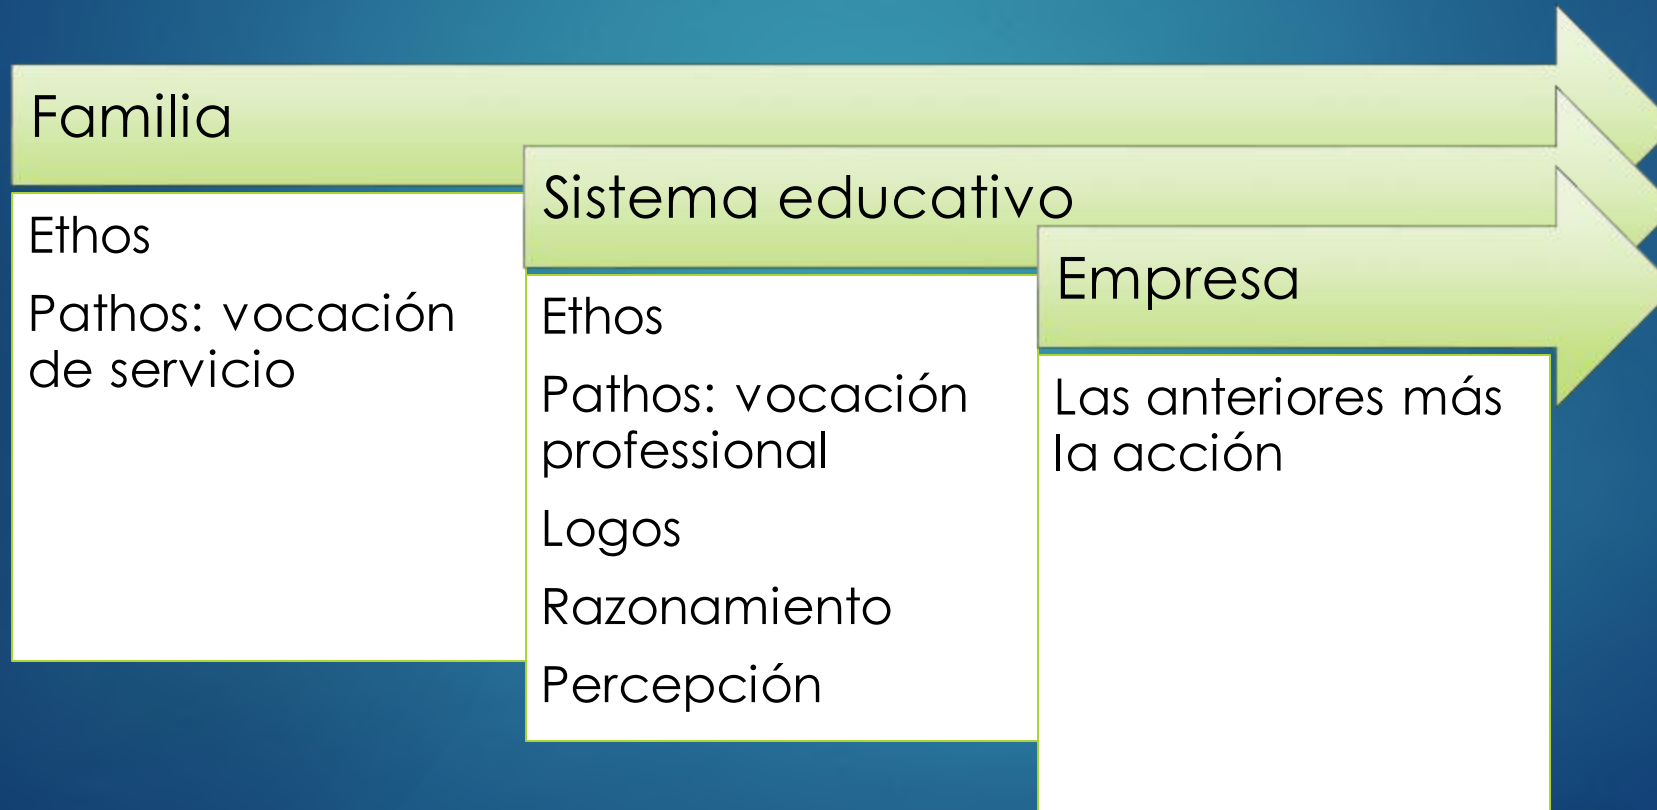 Familia
Ethos
Pathos: vocación
de servicio
Sistema educativo
Ethos
Pathos: vocación
professional
Logos
Razonamiento
Percepción
Empresa
Las anteriores más
la acción